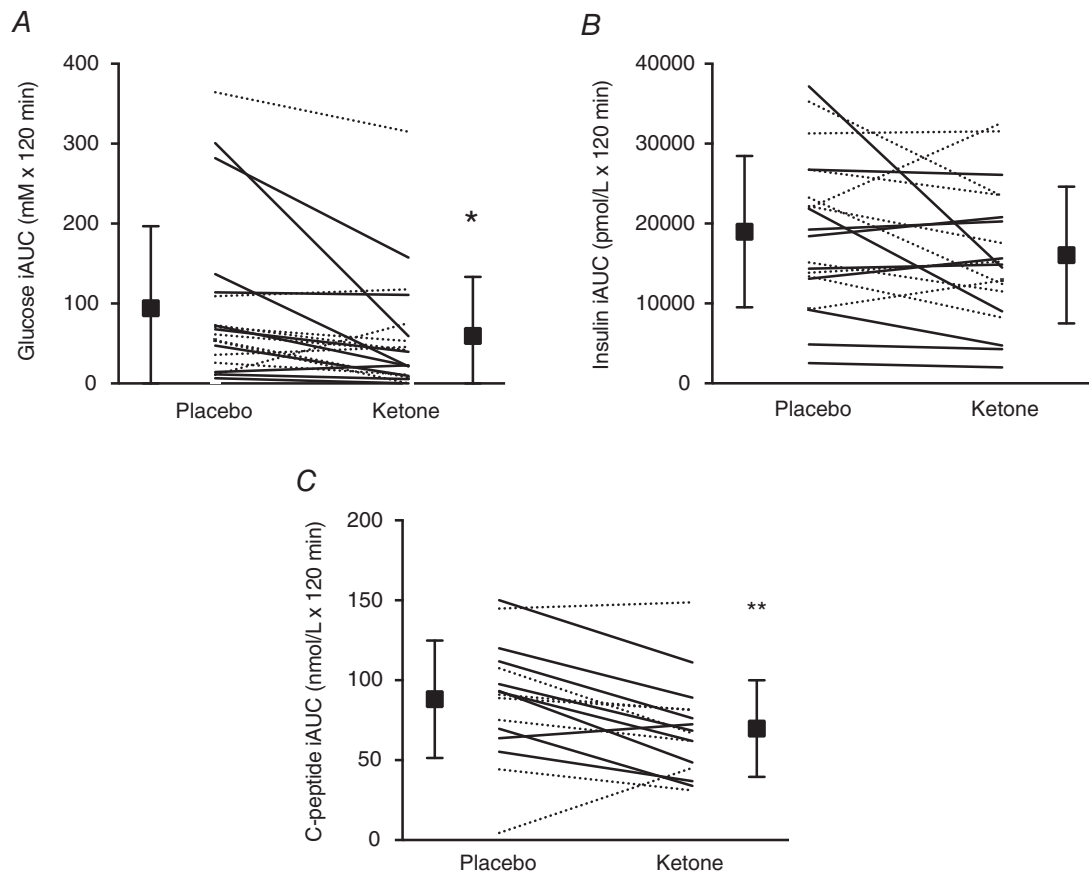 A
Glucose iAUC (mM x 120 min)
400
300
200
100
0
*
Placebo
Ketone
B
Insulin iAUC (pmol/L x 120 min)
40000
30000
20000
10000
0
Placebo
Ketone
C
C-peptide iAUC (nmol/L x 120 min)
200
150
100
50
0
**
Placebo
Ketone